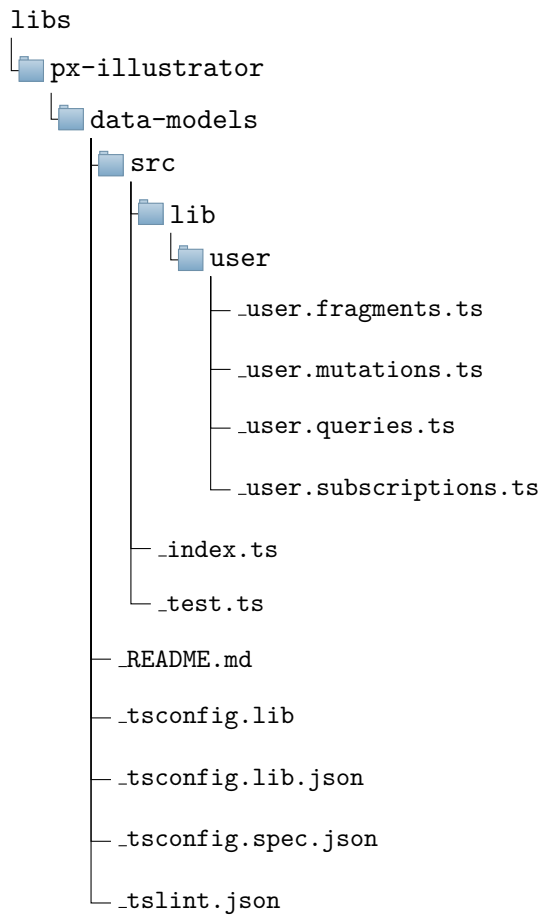 libs
px-illustrator
data-models
src
lib
user
_user.fragments.ts
_user.mutations.ts
_user.queries.ts
_user.subscriptions.ts
_index.ts
_test.ts
_README.md
_tsconfig.lib
_tsconfig.lib.json
_tsconfig.spec.json
_tslint.json